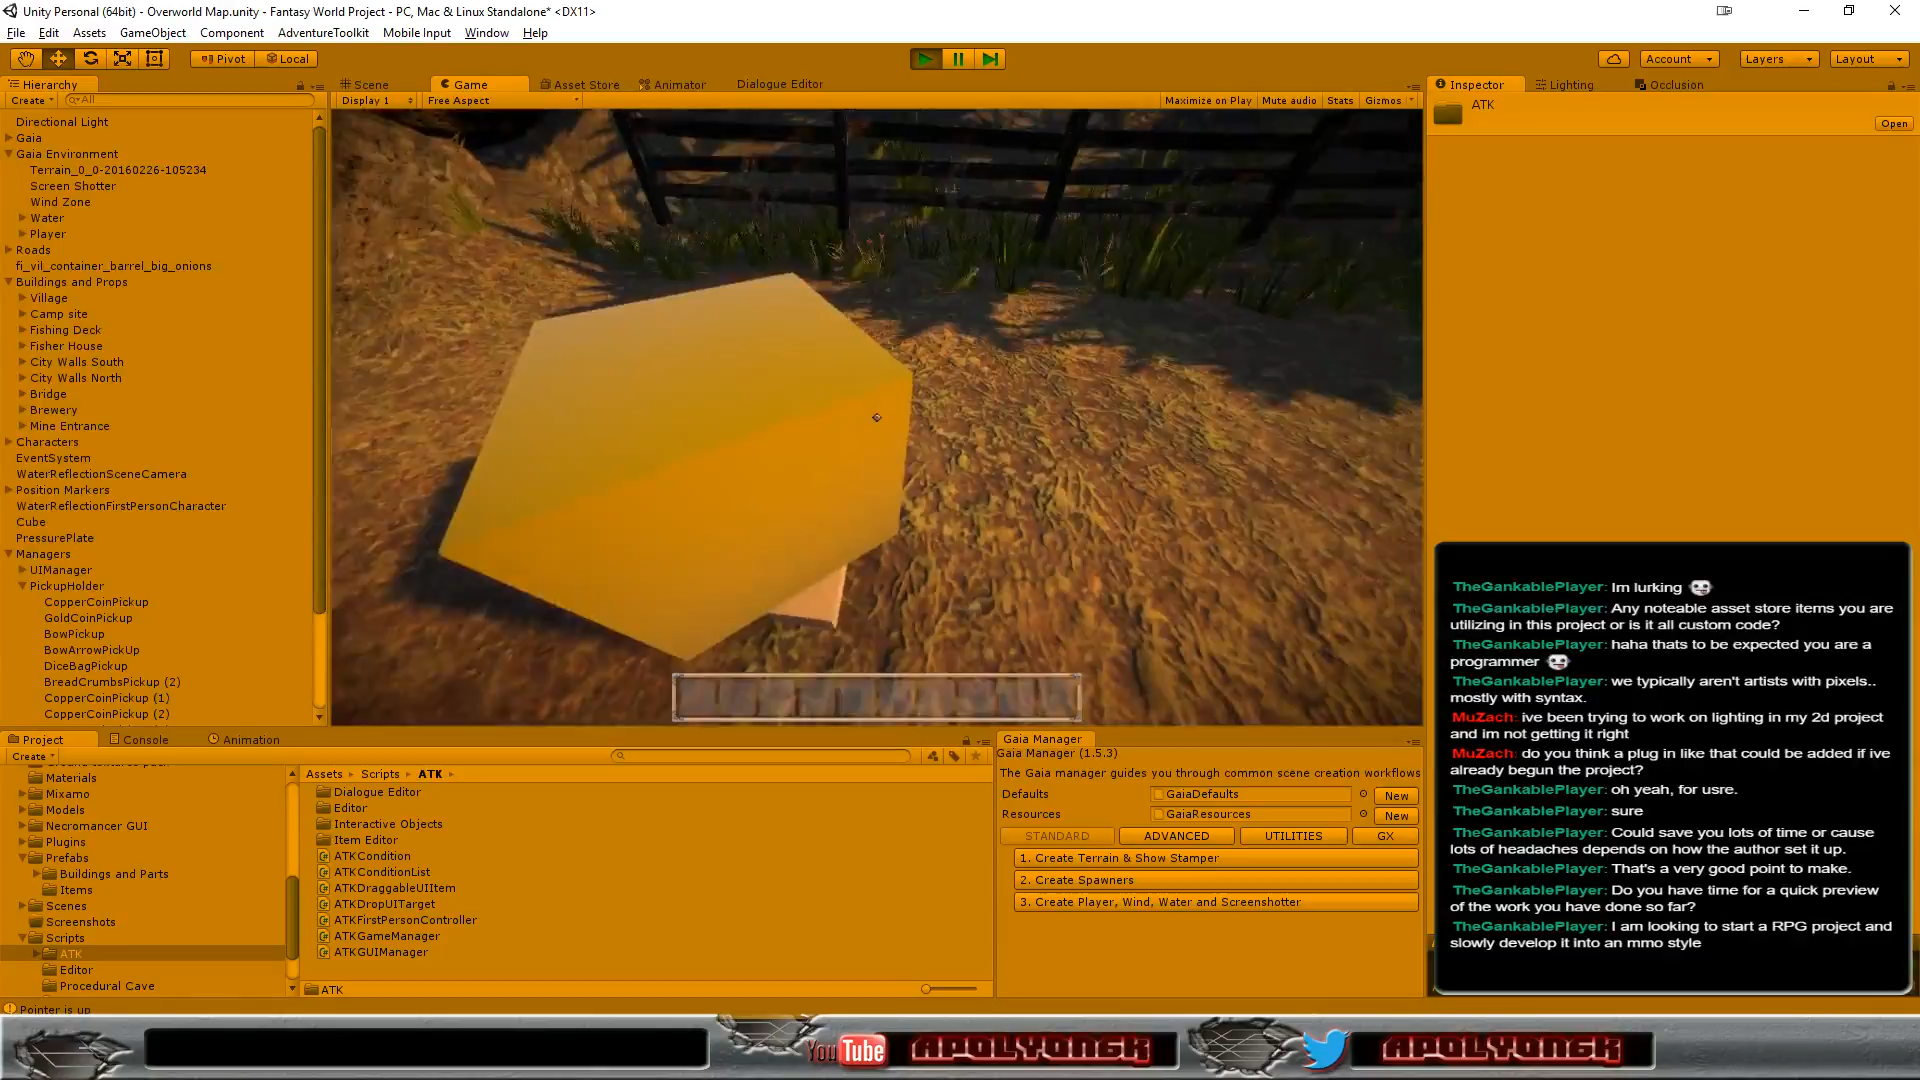 Unity Personal (64bit) - Overworld Map.unity - Fantasy World Project - PC, Mac & Linux Standalone* <DX11>
File Edit Assets GameObject Component AdventureToolkit Mobile Input Window Help
Pivot Local Account Layers Layout
Hierarchy Scene Game Asset Store Animator Dialogue Editor Inspector Lighting Occlusion
Create All Display 1 Free Aspect Maximize on Play Mute audio Stats Gizmos
ATK
Open
Directional Light
Gaia
Gaia Environment
Terrain_0_0-20160226-105234
Screen Shotter
Wind Zone
Water
Player
Roads
fi_vil_container_barrel_big_onions
Buildings and Props
Village
Camp site
Fishing Deck
Fisher House
City Walls South
City Walls North
Bridge
Brewery
Mine Entrance
Characters
EventSystem
WaterReflectionSceneCamera
Position Markers
WaterReflectionFirstPersonCharacter
Cube
PressurePlate
Managers
UIManager
PickupHolder
CopperCoinPickup
GoldCoinPickup
BowPickup
BowArrowPickUp
DiceBagPickup
BreadCrumbsPickup (2)
CopperCoinPickup (1)
CopperCoinPickup (2)
Project Console Animation
Create
Materials
Mixamo
Models
Necromancer GUI
Plugins
Prefabs
Buildings and Parts
Items
Scenes
Screenshots
Scripts
ATK
Editor
Procedural Cave
Assets Scripts ATK
Dialogue Editor
Editor
Interactive Objects
Item Editor
ATKCondition
ATKConditionList
ATKDraggableUIItem
ATKDropUITarget
ATKFirstPersonController
ATKGameManager
ATKGUIManager
ATK
Gaia Manager
Gaia Manager (1.5.3)
The Gaia manager guides you through common scene creation workflows
Defaults GaiaDefaults New
Resources GaiaResources New
STANDARD ADVANCED UTILITIES GX
1. Create Terrain & Show Stamper
2. Create Spawners
3. Create Player, Wind, Water and Screenshotter
TheGankablePlayer: Im lurking
TheGankablePlayer: Any noteable asset store items you are
utilizing in this project or is it all custom code?
TheGankablePlayer: haha thats to be expected you are a
programmer
TheGankablePlayer: we typically aren't artists with pixels..
mostly with syntax.
MuZach: ive been trying to work on lighting in my 2d project
and im not getting it right
MuZach: do you think a plug in like that could be added if ive
already begun the project?
TheGankablePlayer: oh yeah, for usre.
TheGankablePlayer: sure
TheGankablePlayer: Could save you lots of time or cause
lots of headaches depends on how the author set it up.
TheGankablePlayer: That's a very good point to make.
TheGankablePlayer: Do you have time for a quick preview
of the work you have done so far?
TheGankablePlayer: I am looking to start a RPG project and
slowly develop it into an mmo style
Pointer is up
YouTube APOLYON6K APOLYON6K